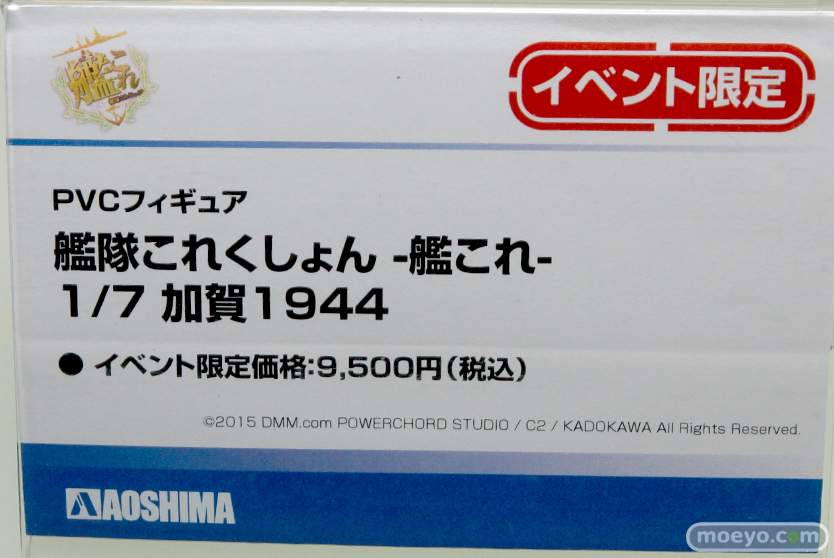 艦これ
イベント限定
PVCフィギュア
艦隊これくしょん -艦これ-
1/7 加賀1944
● イベント限定価格:9,500円(税込)
©2015 DMM.com POWERCHORD STUDIO / C2 / KADOKAWA All Rights Reserved.
AOSHIMA
moeyo.com